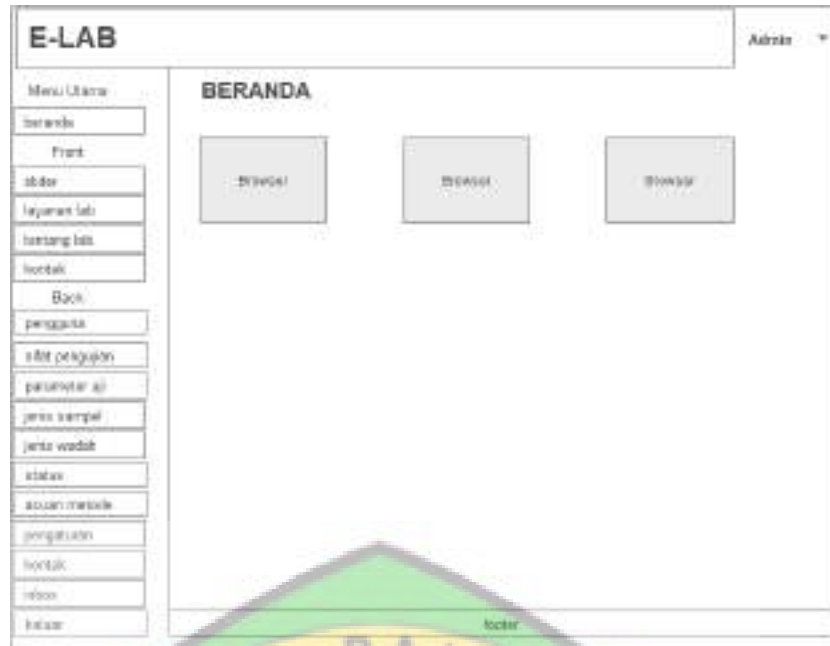 E-LAB
Admin
Menu Utama
beranda
Front
slider
layanan lab
tentang lab
kontak
Back
pengguna
sifat pengujian
parameter uji
jenis sampel
jenis wadah
status
acuan metode
pengaturan
kontak
inbox
keluar
BERANDA
Browser Browser Browser
footer